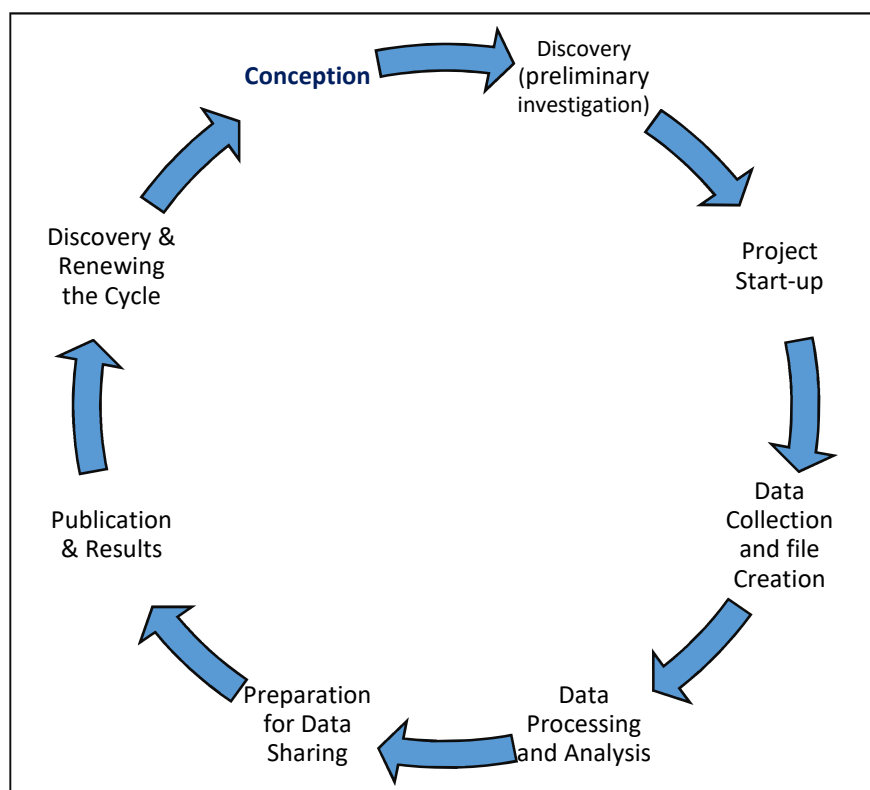 Conception
Discovery
(preliminary
investigation)
Project
Start-up
Data
Collection
and file
Creation
Data
Processing
and Analysis
Preparation
for Data
Sharing
Publication
& Results
Discovery &
Renewing
the Cycle